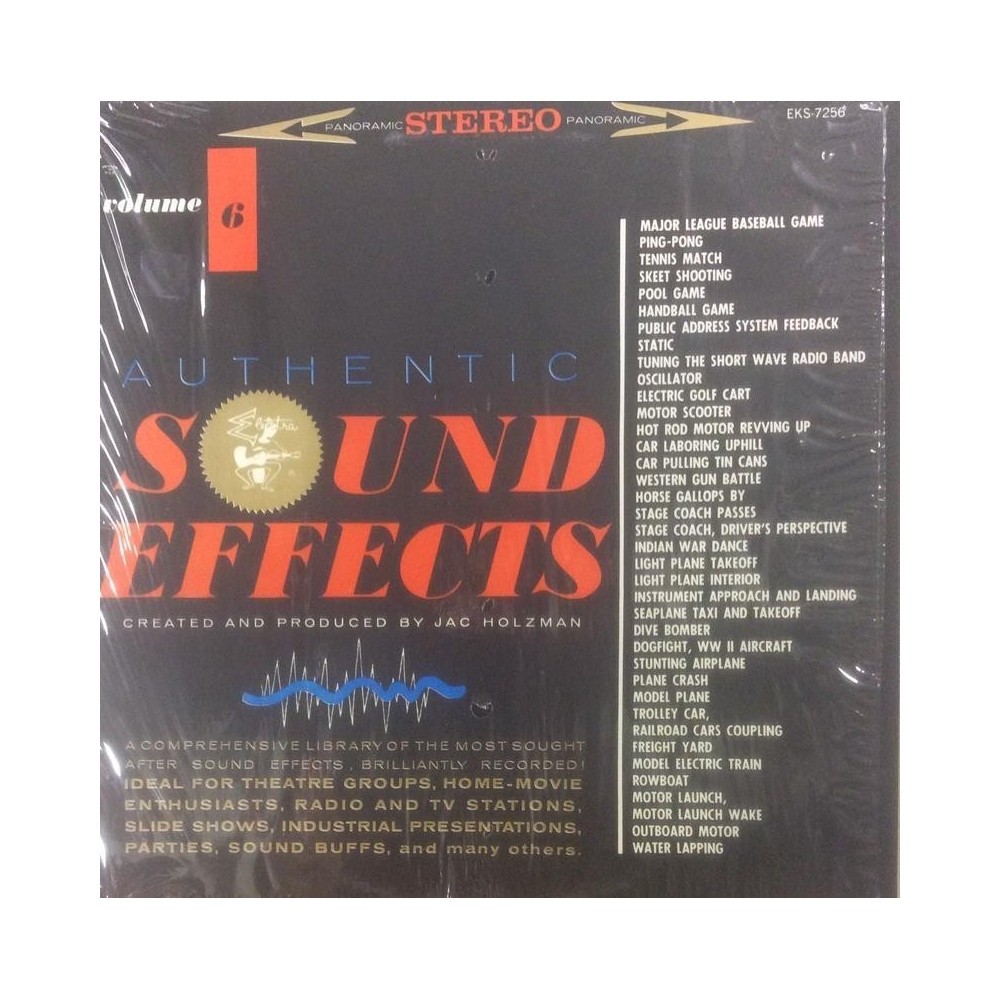 PANORAMIC STEREO PANORAMIC
EKS-7256
volume 6
AUTHENTIC
SOUND
Elektra
EFFECTS
CREATED AND PRODUCED BY JAC HOLZMAN
A COMPREHENSIVE LIBRARY OF THE MOST SOUGHT
AFTER SOUND EFFECTS, BRILLIANTLY RECORDED!
IDEAL FOR THEATRE GROUPS, HOME-MOVIE
ENTHUSIASTS, RADIO AND TV STATIONS,
SLIDE SHOWS, INDUSTRIAL PRESENTATIONS,
PARTIES, SOUND BUFFS, and many others.
MAJOR LEAGUE BASEBALL GAME
PING-PONG
TENNIS MATCH
SKEET SHOOTING
POOL GAME
HANDBALL GAME
PUBLIC ADDRESS SYSTEM FEEDBACK
STATIC
TUNING THE SHORT WAVE RADIO BAND
OSCILLATOR
ELECTRIC GOLF CART
MOTOR SCOOTER
HOT ROD MOTOR REVVING UP
CAR LABORING UPHILL
CAR PULLING TIN CANS
WESTERN GUN BATTLE
HORSE GALLOPS BY
STAGE COACH PASSES
STAGE COACH, DRIVER'S PERSPECTIVE
INDIAN WAR DANCE
LIGHT PLANE TAKEOFF
LIGHT PLANE INTERIOR
INSTRUMENT APPROACH AND LANDING
SEAPLANE TAXI AND TAKEOFF
DIVE BOMBER
DOGFIGHT, WW II AIRCRAFT
STUNTING AIRPLANE
PLANE CRASH
MODEL PLANE
TROLLEY CAR,
RAILROAD CARS COUPLING
FREIGHT YARD
MODEL ELECTRIC TRAIN
ROWBOAT
MOTOR LAUNCH,
MOTOR LAUNCH WAKE
OUTBOARD MOTOR
WATER LAPPING